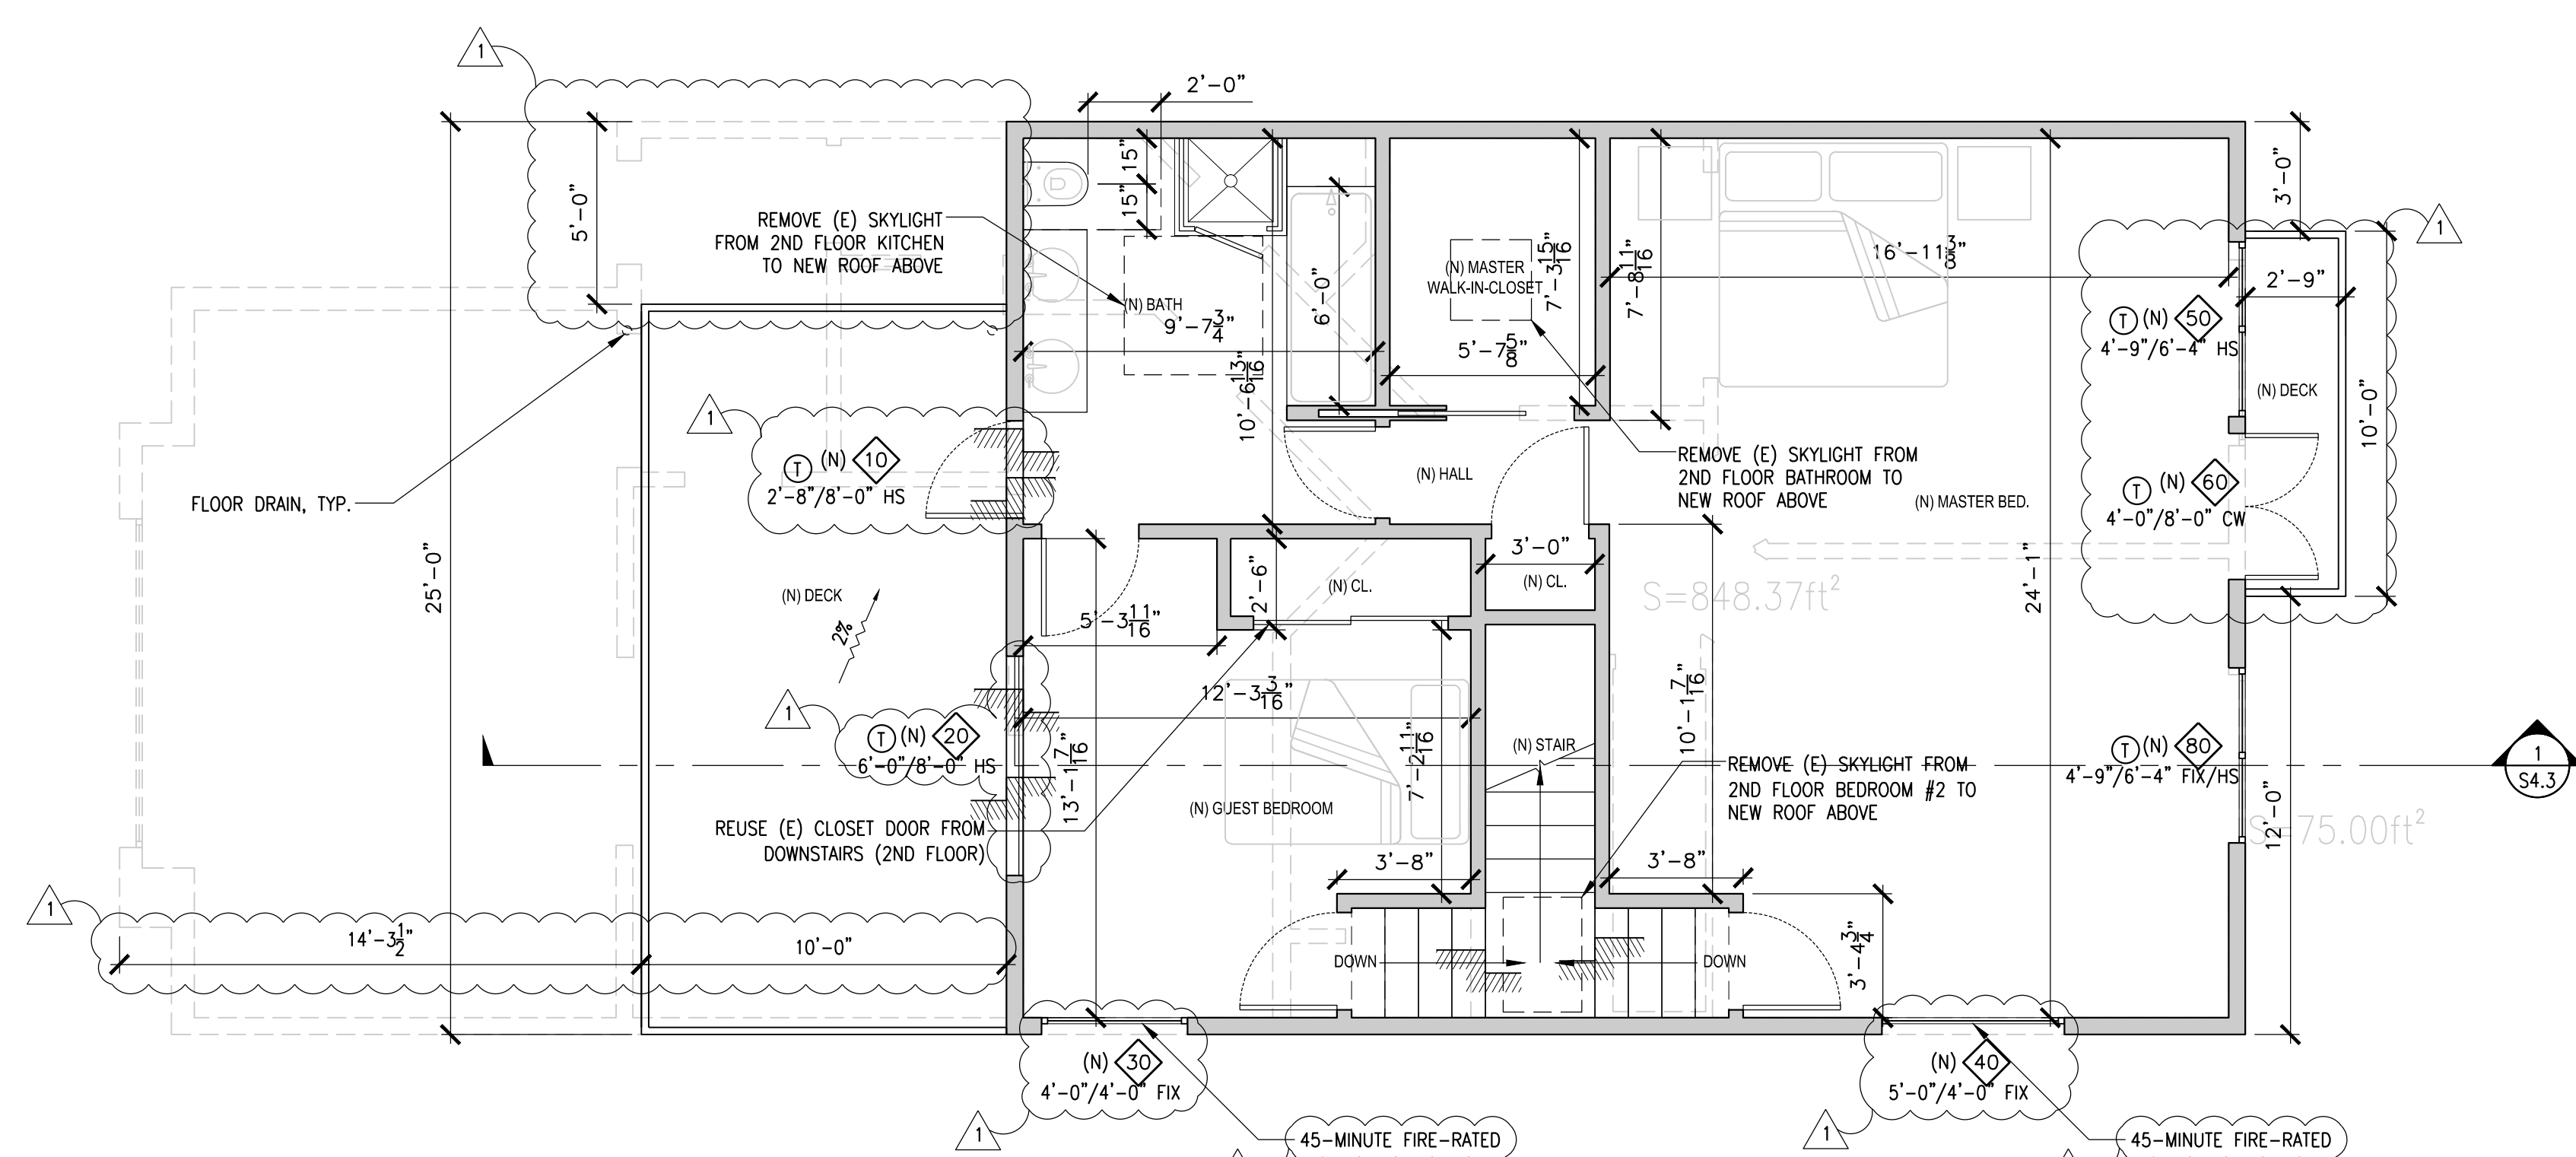 1
2'-0"
15"
15"
5'-0"
3'-0"
1
REMOVE (E) SKYLIGHT
FROM 2ND FLOOR KITCHEN
TO NEW ROOF ABOVE
(N) BATH
9'-7 3/4"
6'-0"
10'-6 13/16"
(N) MASTER
WALK-IN-CLOSET
7'-3 15/16"
5'-7 5/8"
7'-8 11/16"
16'-11 3/8"
2'-9"
(T) (N) 50
4'-9"/6'-4" HS
(N) DECK
10'-0"
1
(T) (N) 10
2'-8"/8'-0" HS
(N) HALL
REMOVE (E) SKYLIGHT FROM
2ND FLOOR BATHROOM TO
NEW ROOF ABOVE
(N) MASTER BED.
(T) (N) 60
4'-0"/8'-0" CW
FLOOR DRAIN, TYP.
25'-0"
(N) DECK
2%
5'-3 11/16"
2'-6"
(N) CL.
3'-0"
(N) CL.
S=848.37ft²
24'-1"
12'-3 3/16"
13'-1 7/16"
7'-2 11/16"
10'-1 7/16"
1
(T) (N) 20
6'-0"/8'-0" HS
(N) STAIR
REMOVE (E) SKYLIGHT FROM
2ND FLOOR BEDROOM #2 TO
NEW ROOF ABOVE
(T) (N) 80
4'-9"/6'-4" FIX/HS
1
S4.3
(N) GUEST BEDROOM
REUSE (E) CLOSET DOOR FROM
DOWNSTAIRS (2ND FLOOR)
S=75.00ft²
12'-0"
3'-8"
3'-8"
1
14'-3 1/2"
10'-0"
DOWN
DOWN
3'-4 3/4"
(N) 30
4'-0"/4'-0" FIX
(N) 40
5'-0"/4'-0" FIX
1
45-MINUTE FIRE-RATED
1
45-MINUTE FIRE-RATED